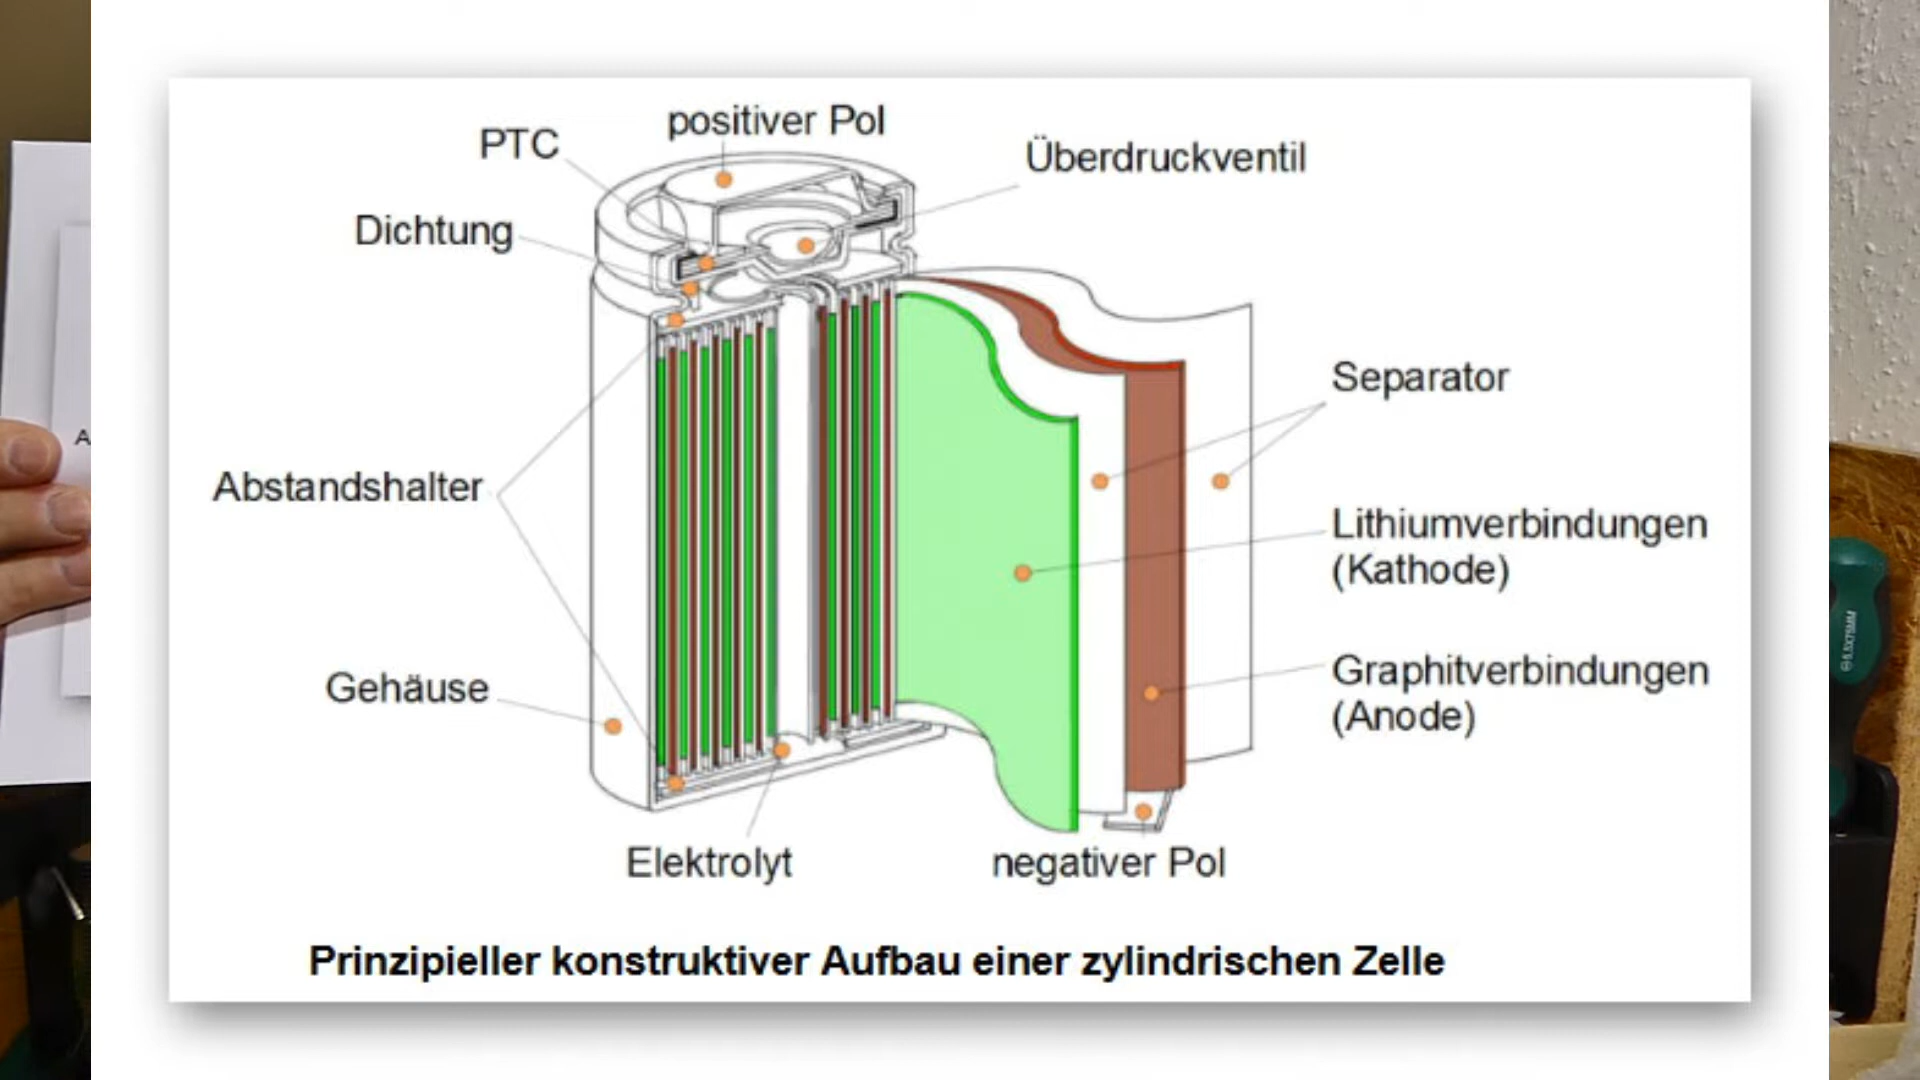 positiver Pol
PTC
Überdruckventil
Dichtung
Separator
Abstandshalter
Lithiumverbindungen
(Kathode)
Gehäuse
Graphitverbindungen
(Anode)
Elektrolyt
negativer Pol
Prinzipieller konstruktiver Aufbau einer zylindrischen Zelle
A